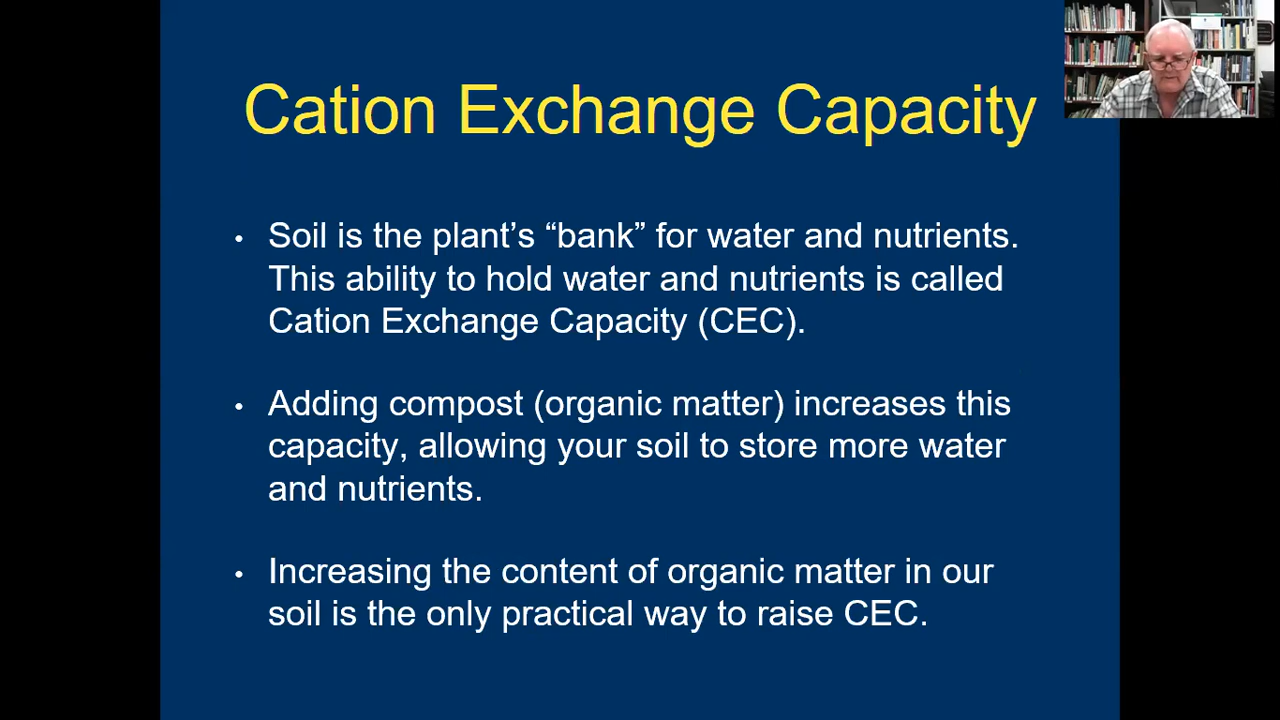 Cation Exchange Capacity
• Soil is the plant’s “bank” for water and nutrients.
This ability to hold water and nutrients is called
Cation Exchange Capacity (CEC).
• Adding compost (organic matter) increases this
capacity, allowing your soil to store more water
and nutrients.
• Increasing the content of organic matter in our
soil is the only practical way to raise CEC.